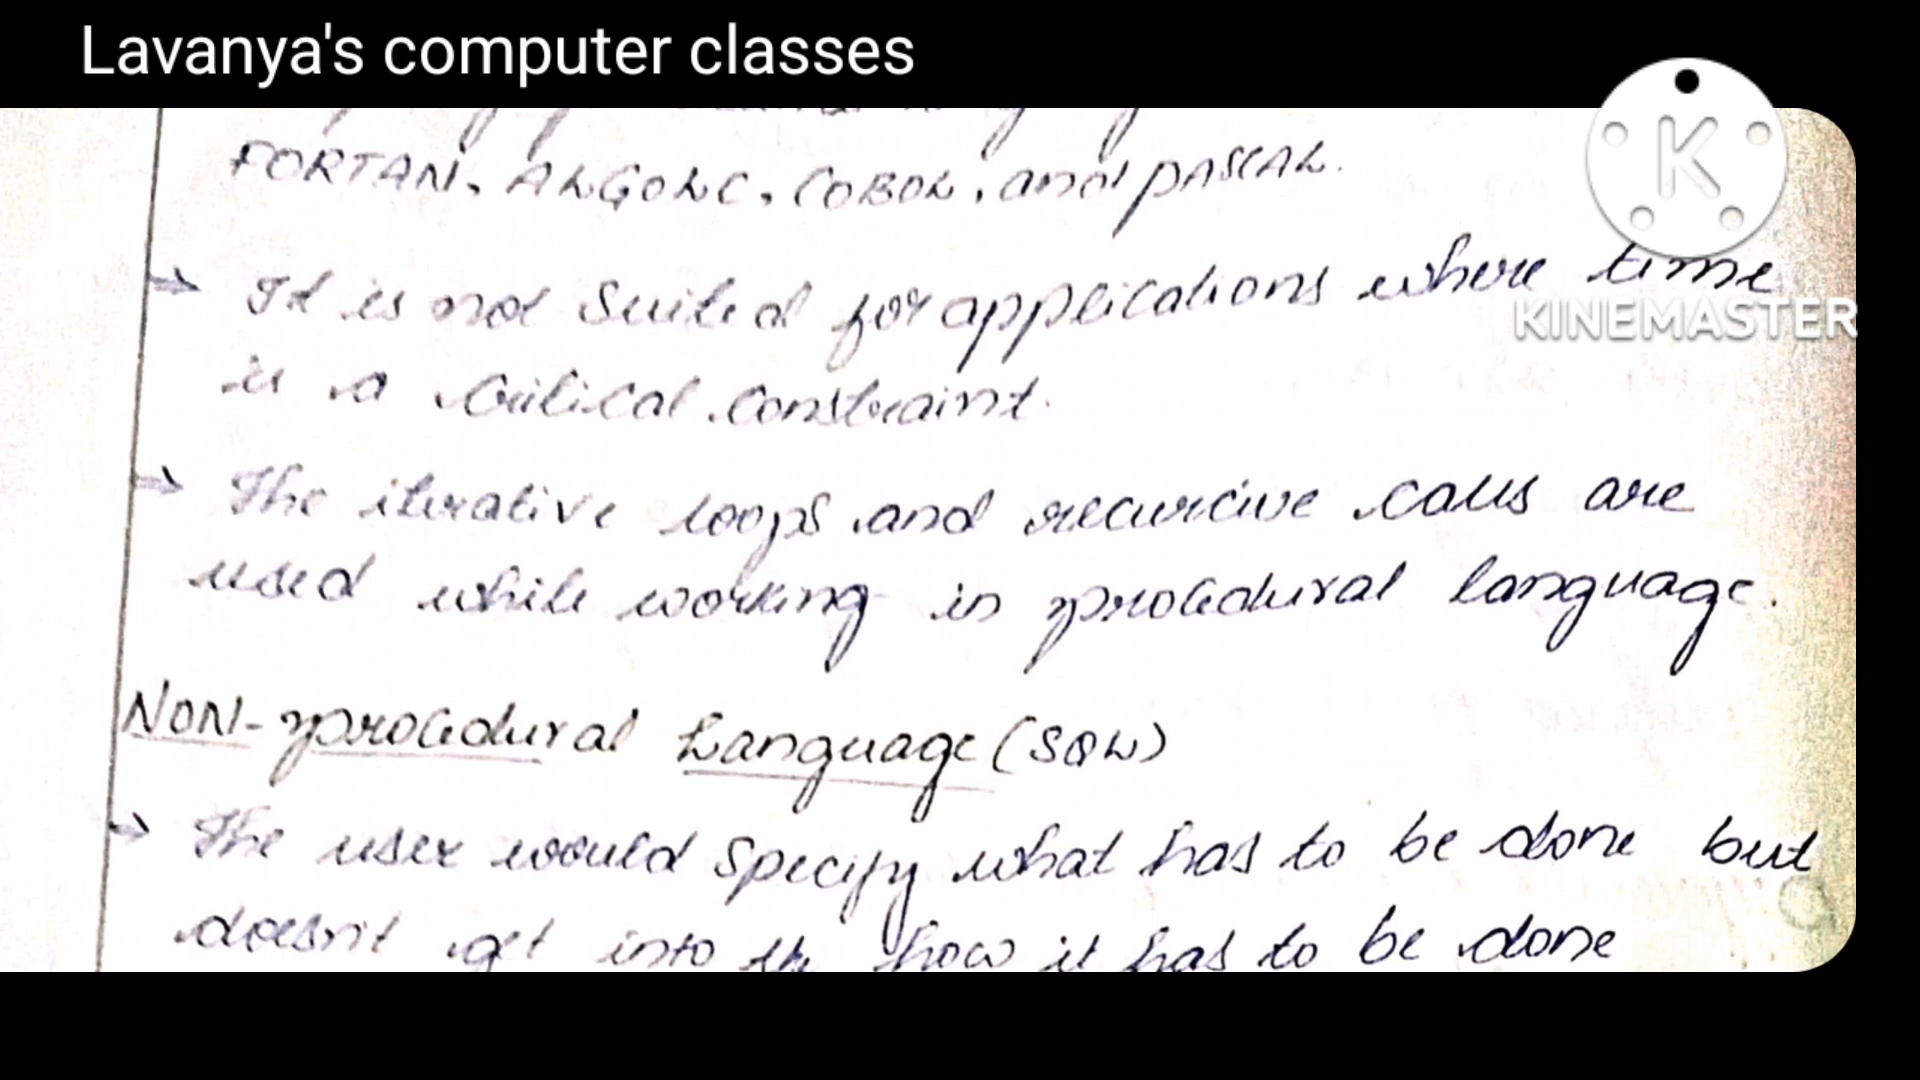 Lavanya's computer classes
FORTAN, ALGOLC, COBOL, and PASCAL.
→ It is not suited for applications where time
KINEMASTER
is a critical constraint.
→ The iterative loops and recurcive calls are
used while working in procedural language.
NON-procedural Language (SQL)
→ The user would specify what has to be done but
doesn't get into the how it has to be done